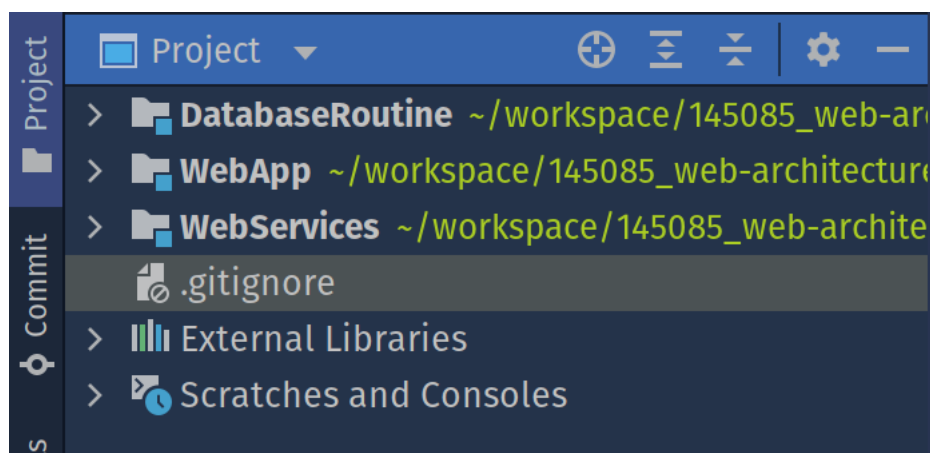 Project
Project
DatabaseRoutine ~/workspace/145085_web-ar
WebApp ~/workspace/145085_web-architectur
WebServices ~/workspace/145085_web-archite
Commit
.gitignore
External Libraries
Scratches and Consoles
s